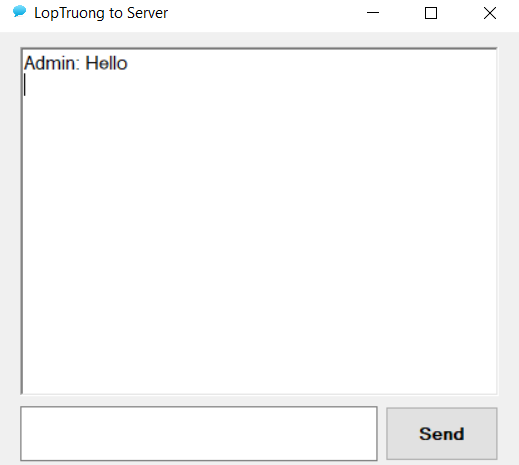 LopTruong to Server
Admin: Hello
Send